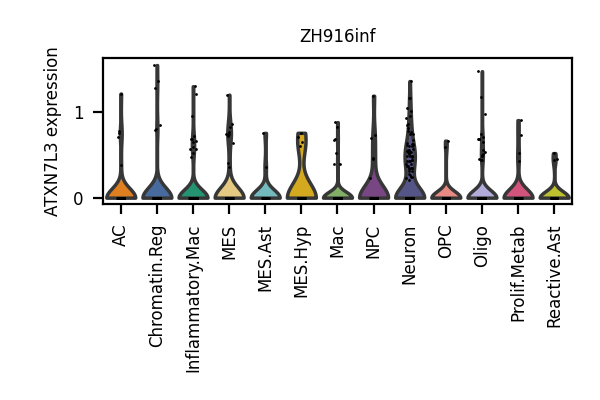 ZH916inf
ATXN7L3 expression
1
0
AC
Chromatin.Reg
Inflammatory.Mac
MES
MES.Ast
MES.Hyp
Mac
NPC
Neuron
OPC
Oligo
Prolif.Metab
Reactive.Ast